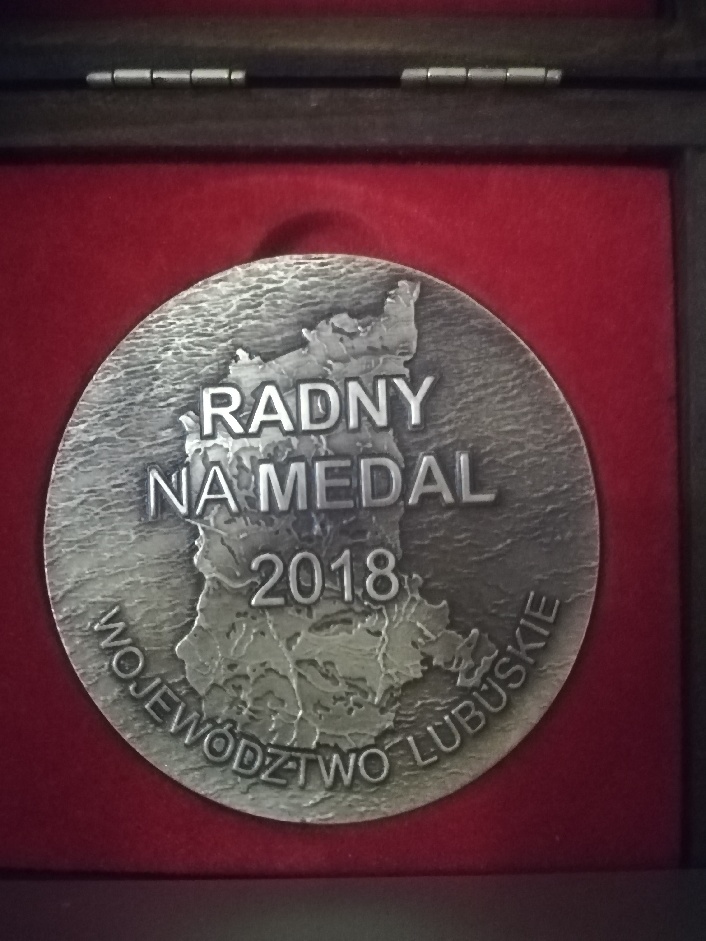 RADNY
NA MEDAL
2018
WOJEWÓDZTWO LUBUSKIE